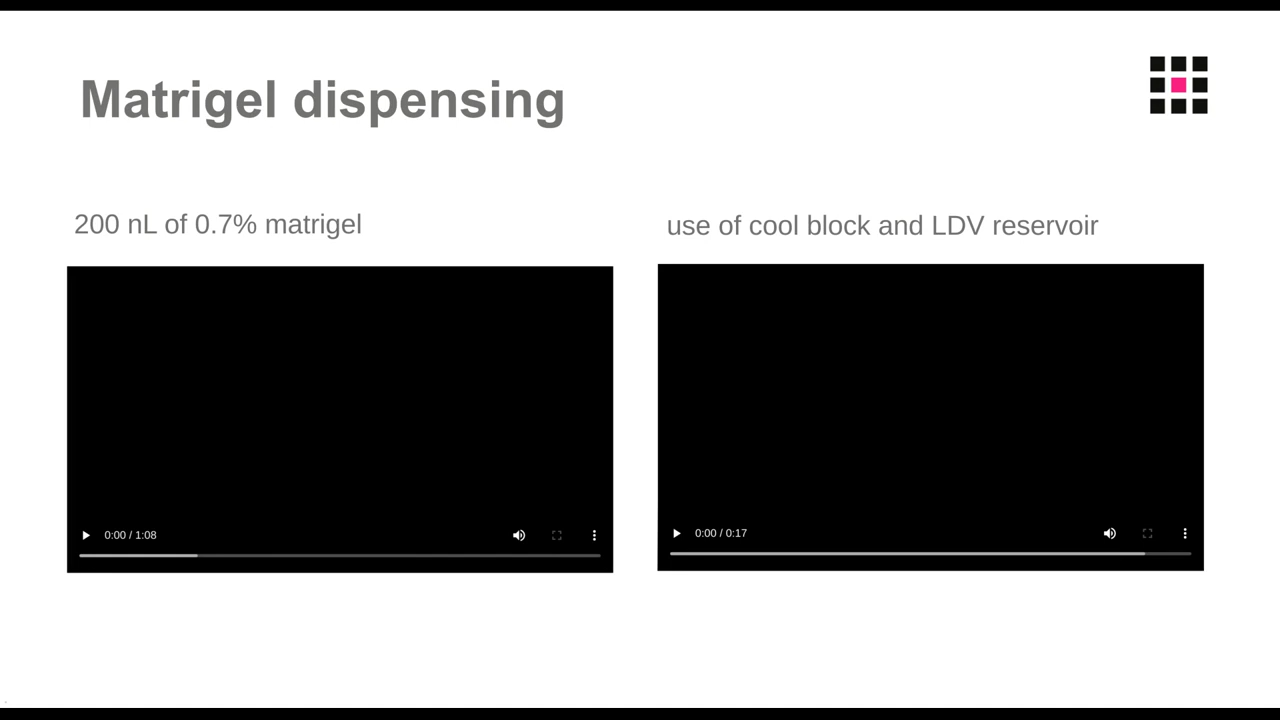 Matrigel dispensing
200 nL of 0.7% matrigel
use of cool block and LDV reservoir
0:00 / 1:08
0:00 / 0:17